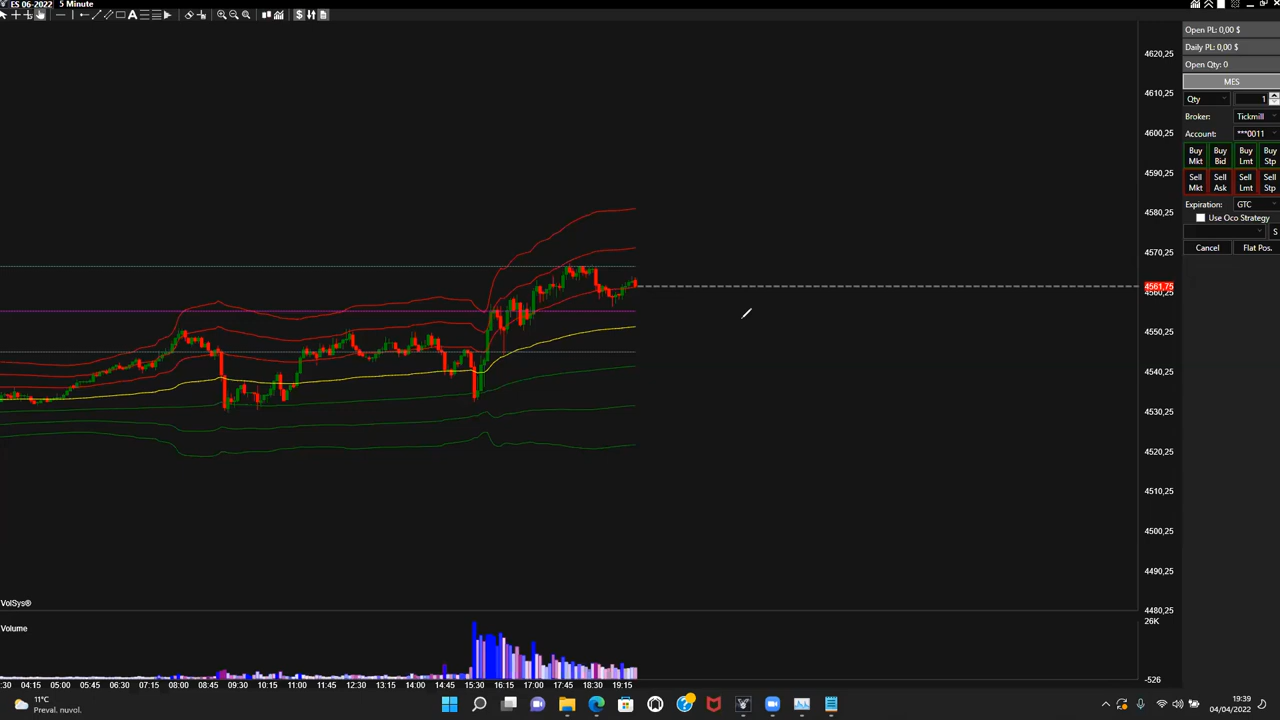 ES 06-2022 5 Minute
Open PL: 0,00 $
Daily PL: 0,00 $
Open Qty: 0
MES
Qty 1
Broker: Tickmill
Account: ***0011
Buy Mkt Buy Bid Buy Lmt Buy Stp
Sell Mkt Sell Ask Sell Lmt Sell Stp
Expiration: GTC
Use Oco Strategy
S
Cancel Flat Pos.
4620,25
4610,25
4600,25
4590,25
4580,25
4570,25
4561,75
4560,25
4550,25
4540,25
4530,25
4520,25
4510,25
4500,25
4490,25
4480,25
VolSys®
Volume
26K
-526
:30 04:15 05:00 05:45 06:30 07:15 08:00 08:45 09:30 10:15 11:00 11:45 12:30 13:15 14:00 14:45 15:30 16:15 17:00 17:45 18:30 19:15
11°C
Preval. nuvol.
19:39
04/04/2022